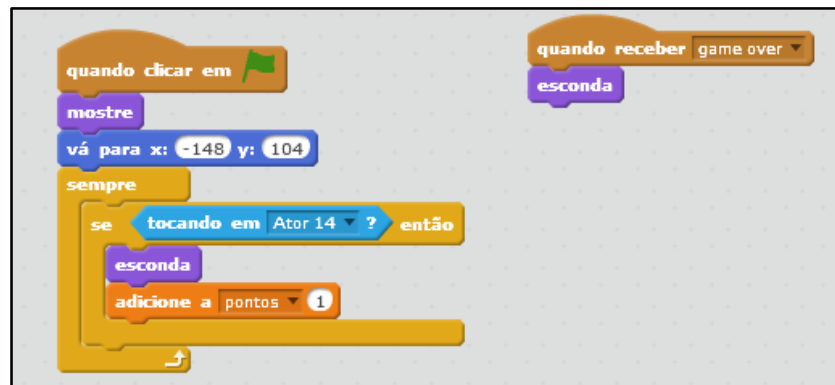 quando clicar em
mostre
vá para x: -148 y: 104
sempre
se tocando em Ator 14 ? então
esconda
adicione a pontos 1
quando receber game over
esconda